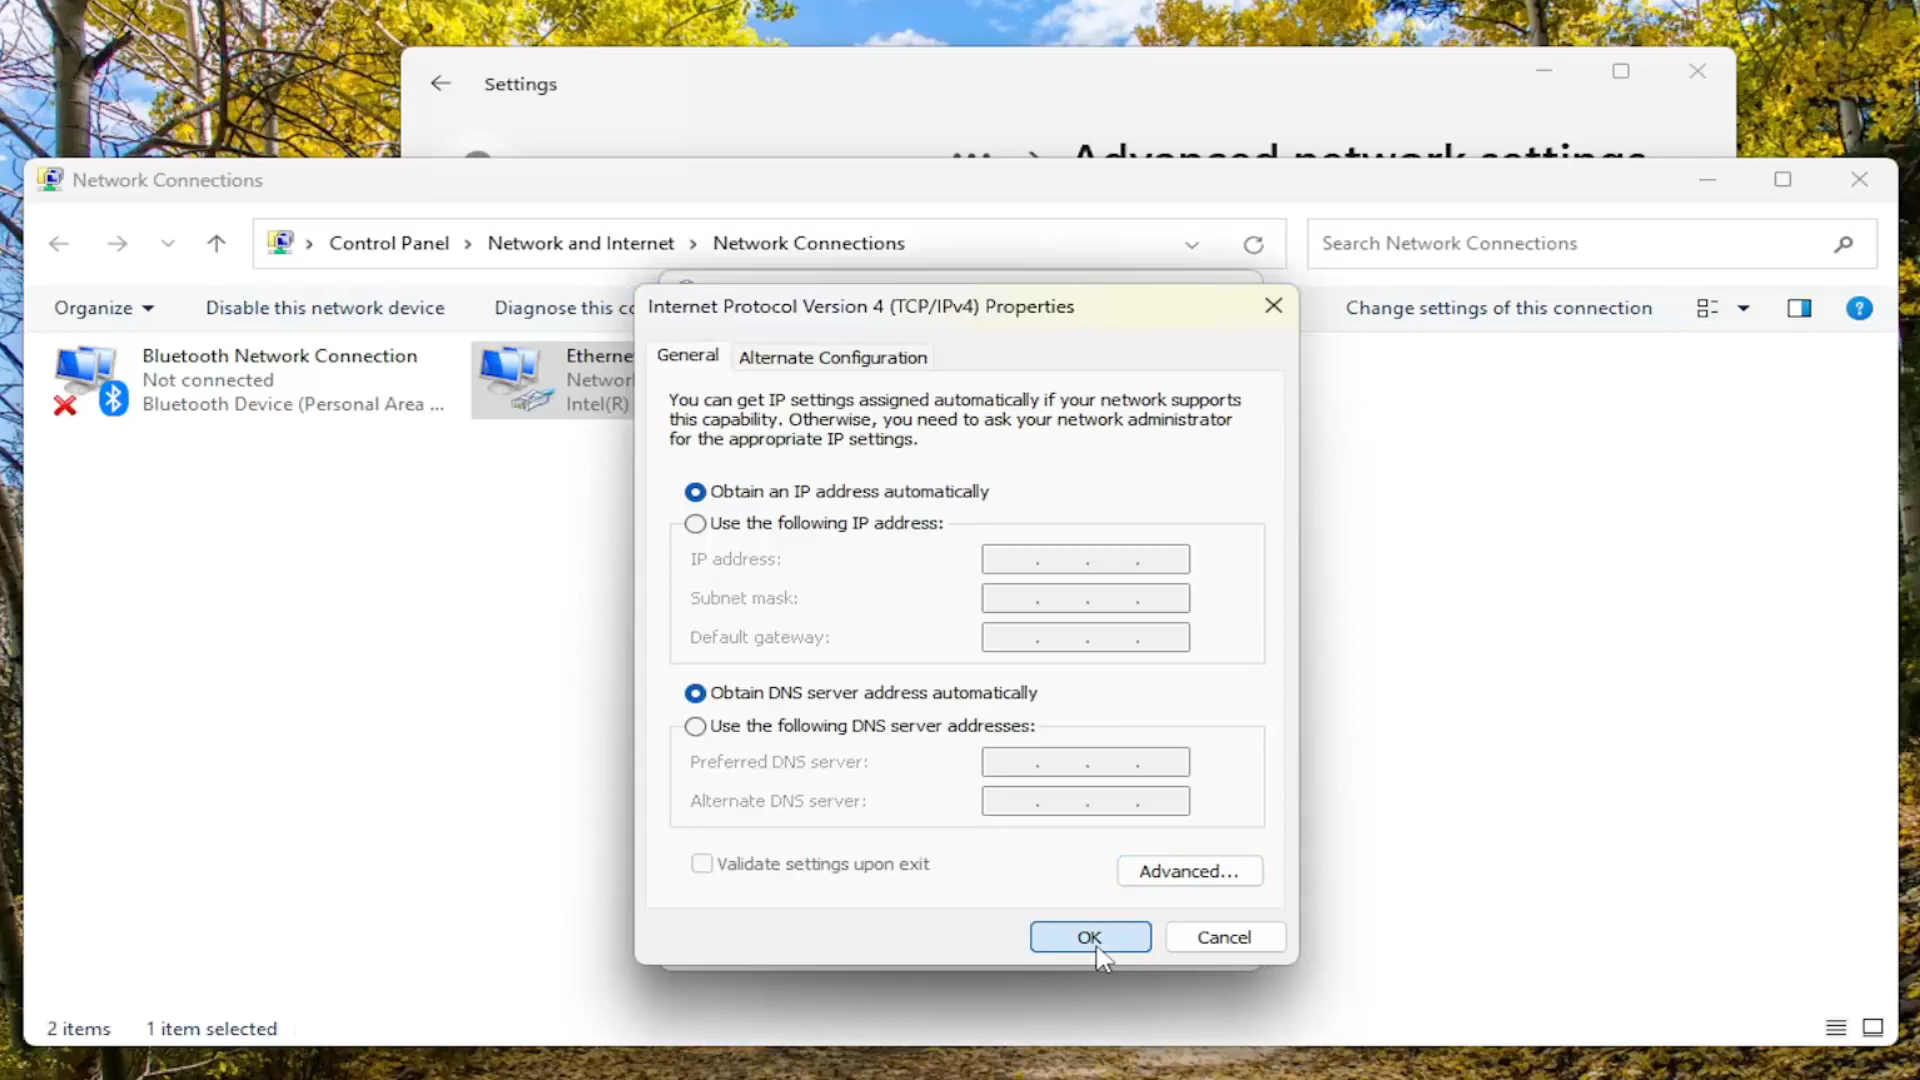 Settings
Advanced network settings
Network Connections
Control Panel > Network and Internet > Network Connections
Search Network Connections
Organize
Disable this network device
Diagnose this co
Change settings of this connection
Bluetooth Network Connection
Not connected
Bluetooth Device (Personal Area ...
Ethern
Networ
Intel(R)
Internet Protocol Version 4 (TCP/IPv4) Properties
General
Alternate Configuration
You can get IP settings assigned automatically if your network supports
this capability. Otherwise, you need to ask your network administrator
for the appropriate IP settings.
Obtain an IP address automatically
Use the following IP address:
IP address:
Subnet mask:
Default gateway:
Obtain DNS server address automatically
Use the following DNS server addresses:
Preferred DNS server:
Alternate DNS server:
Validate settings upon exit
Advanced...
OK
Cancel
2 items
1 item selected